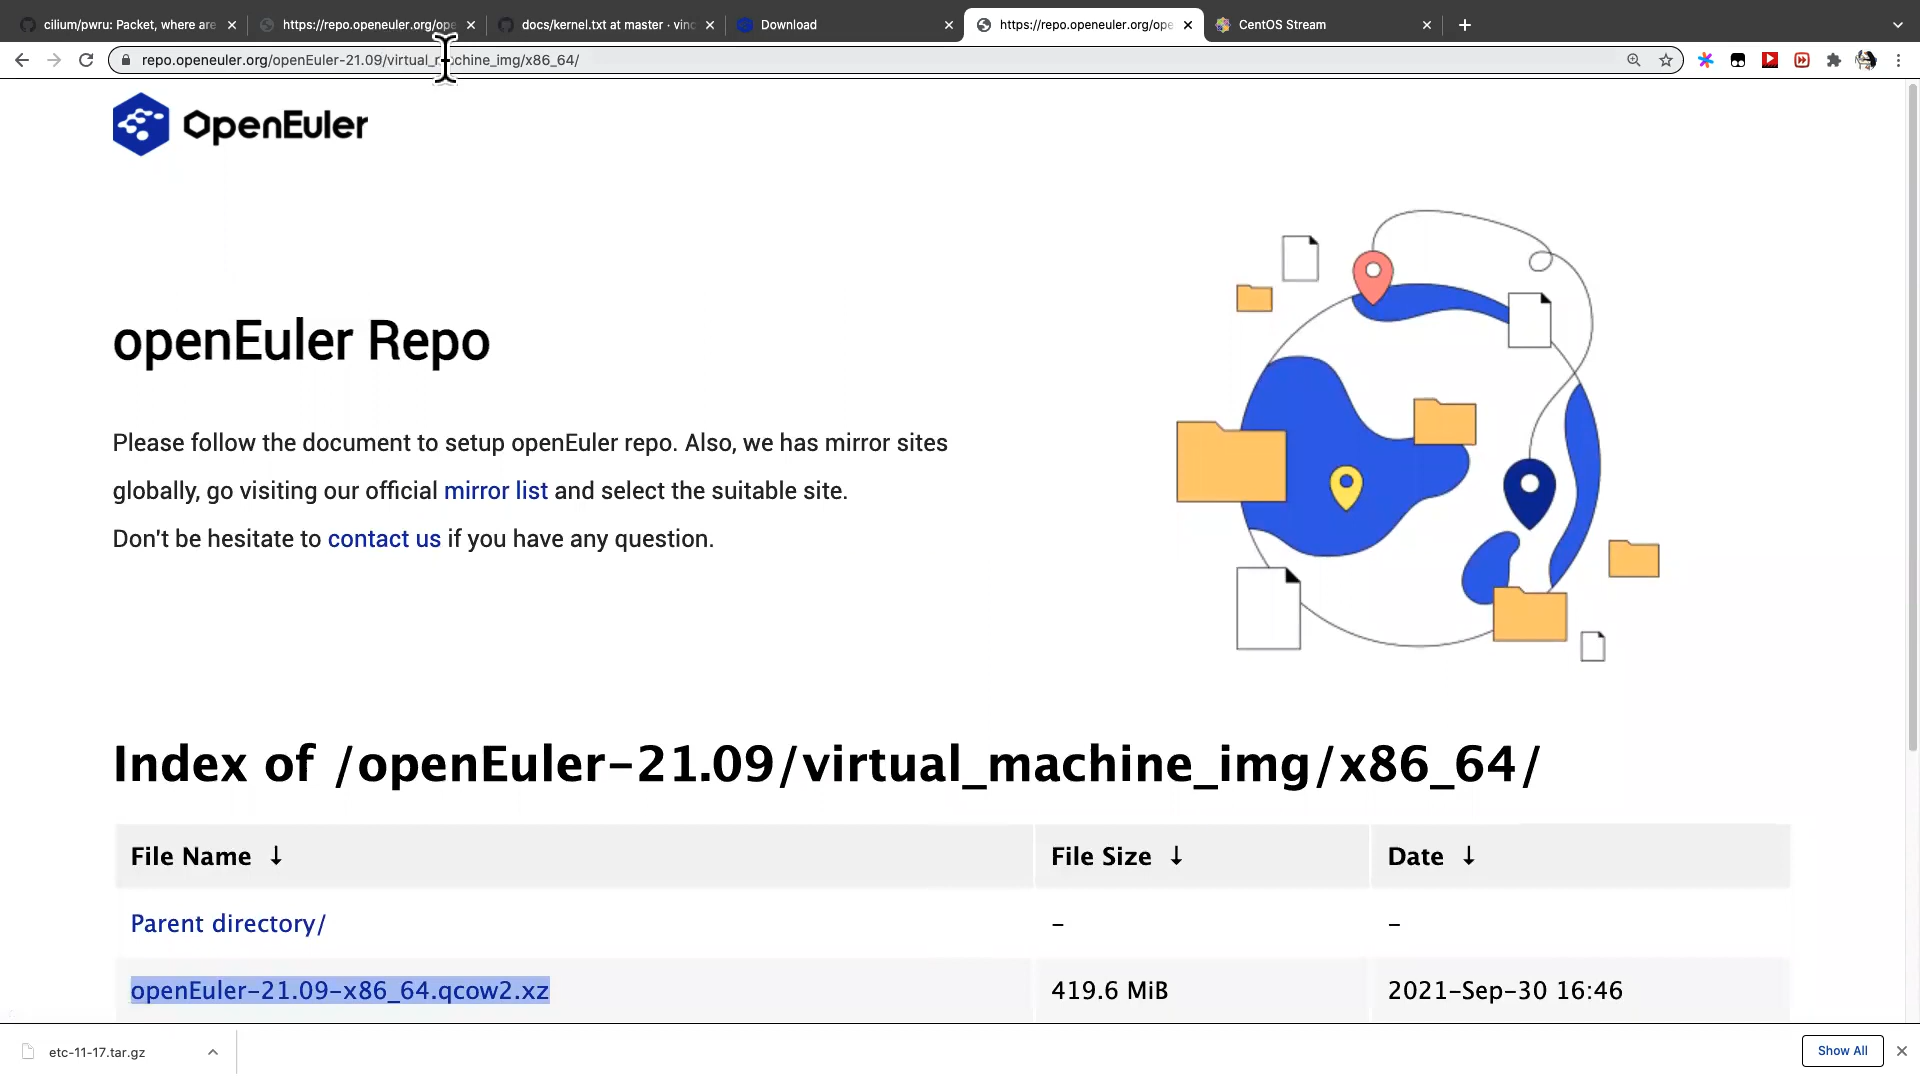 cilium/pwru: Packet, where are
https://repo.openeuler.org/ope
docs/kernel.txt at master · vinc
Download
https://repo.openeuler.org/ope
CentOS Stream
repo.openeuler.org/openEuler-21.09/virtual_machine_img/x86_64/
OpenEuler
openEuler Repo
Please follow the document to setup openEuler repo. Also, we has mirror sites
globally, go visiting our official mirror list and select the suitable site.
Don't be hesitate to contact us if you have any question.
Index of /openEuler-21.09/virtual_machine_img/x86_64/
File Name ↓ File Size ↓ Date ↓
Parent directory/ - -
openEuler-21.09-x86_64.qcow2.xz 419.6 MiB 2021-Sep-30 16:46
etc-11-17.tar.gz
Show All